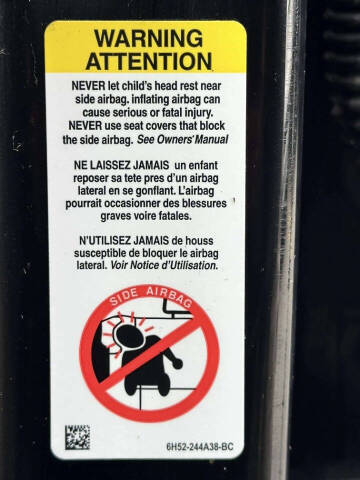 WARNING
ATTENTION
NEVER let child's head rest near
side airbag. inflating airbag can
cause serious or fatal injury.
NEVER use seat covers that block
the side airbag. See Owners' Manual
NE LAISSEZ JAMAIS un enfant
reposer sa tete pres d'un airbag
lateral en se gonflant. L'airbag
pourrait occasionner des blessures
graves voire fatales.
N'UTILISEZ JAMAIS de houss
susceptible de bloquer le airbag
lateral. Voir Notice d'Utilisation.
SIDE AIRBAG
6H52-244A38-BC